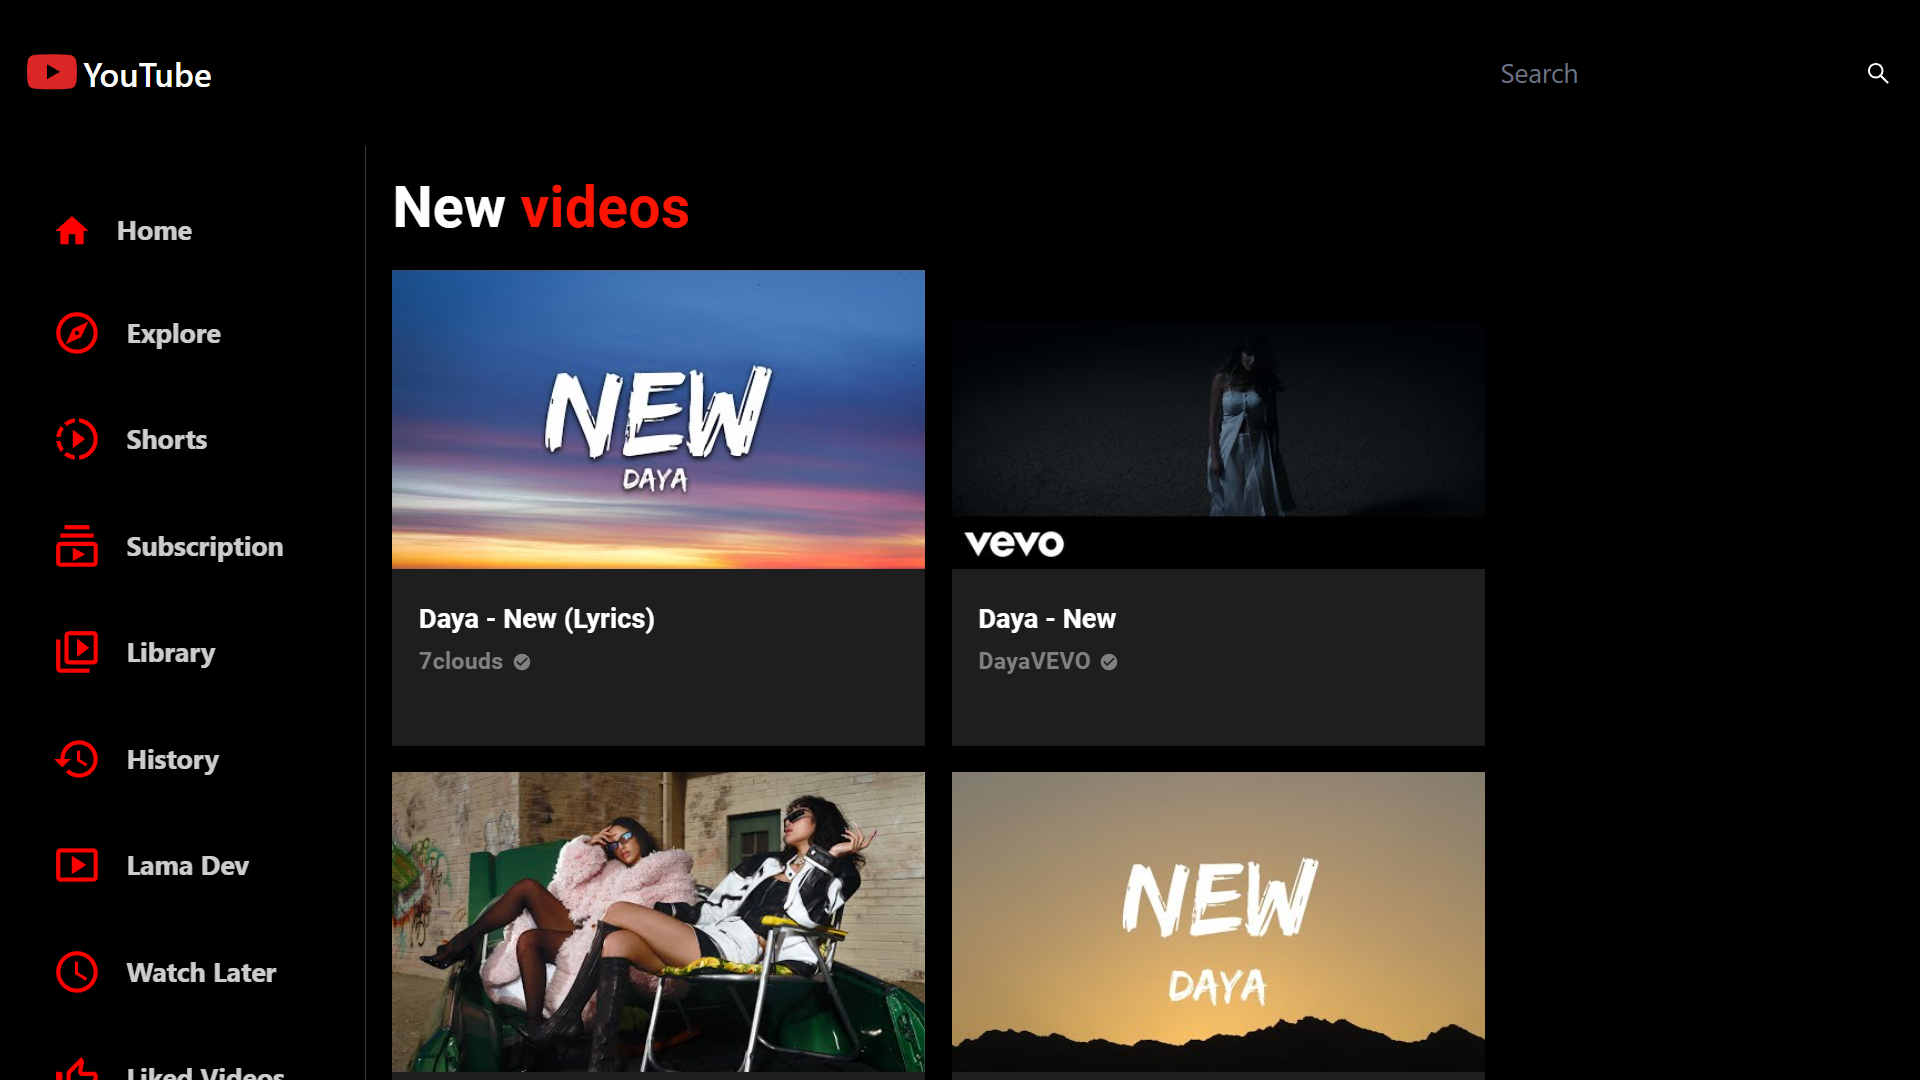 YouTube
Search
Home
Explore
Shorts
Subscription
Library
History
Lama Dev
Watch Later
Liked Videos
New videos
NEW
DAYA
vevo
Daya - New (Lyrics)
7clouds
Daya - New
DayaVEVO
NEW
DAYA